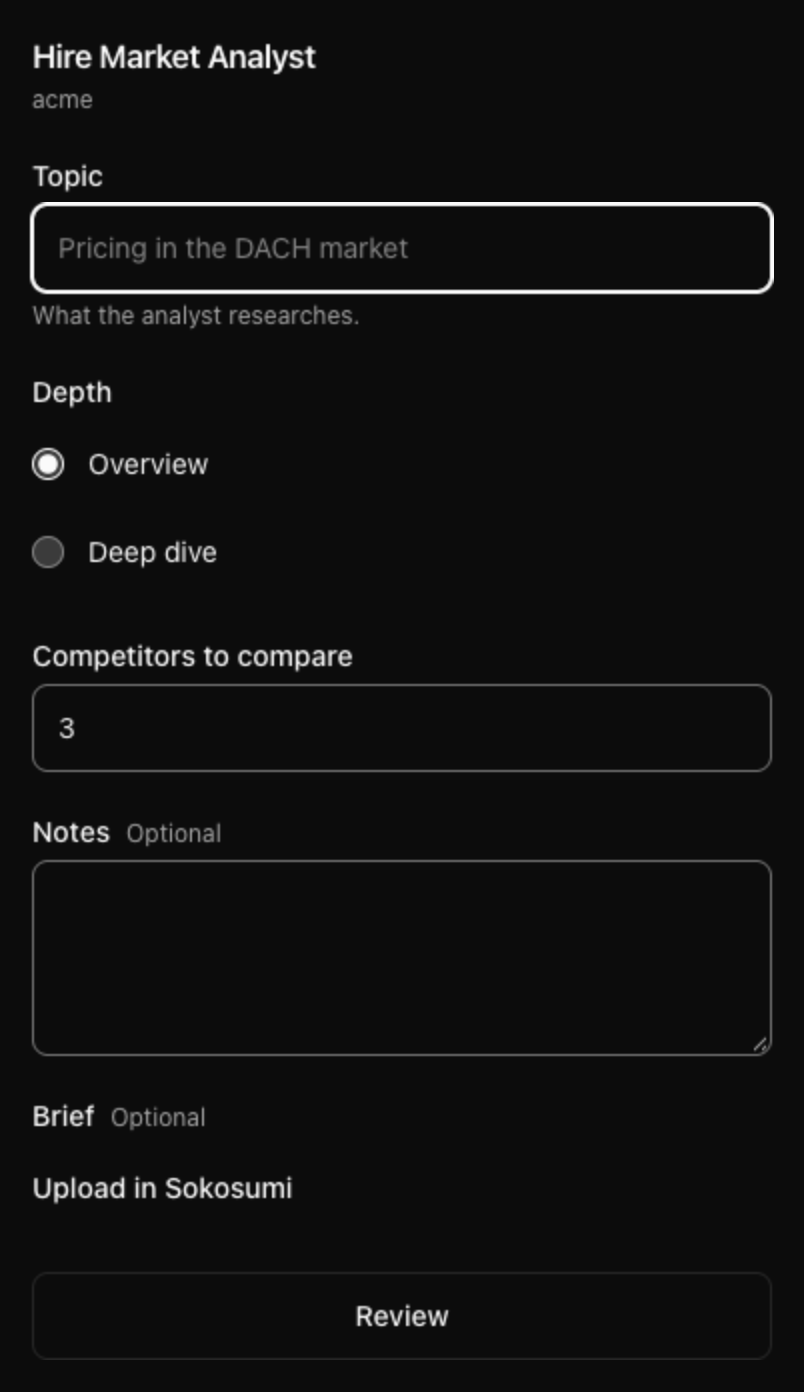 Hire Market Analyst
acme
Topic
Pricing in the DACH market
What the analyst researches.
Depth
Overview
Deep dive
Competitors to compare
3
Notes Optional
Brief Optional
Upload in Sokosumi
Review